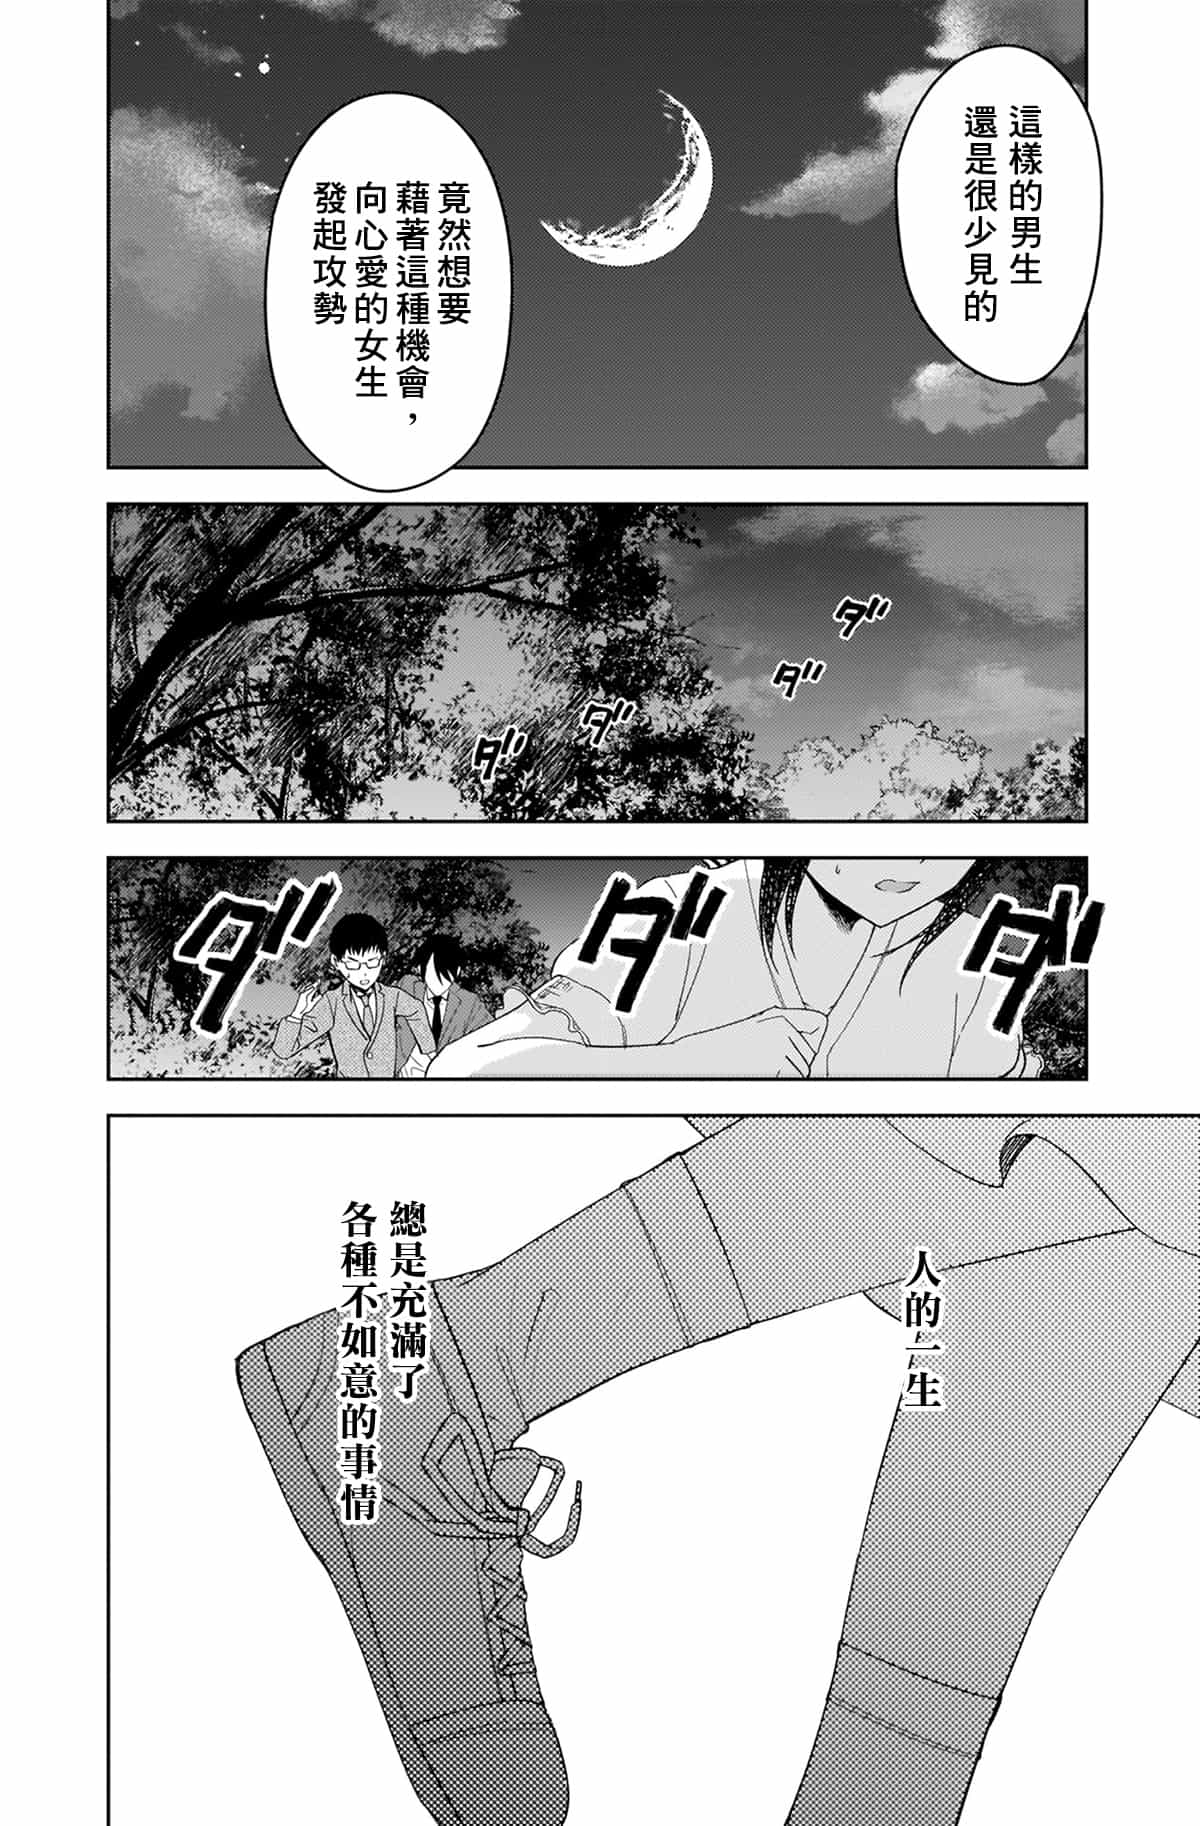 這樣的男生
還是很少見的
竟然想要
藉著這種機會，
向心愛的女生
發起攻勢
ダ
ダ
ダ
ダ
ダ
ダ
ダ
人的一生
總是充滿了
各種不如意的事情